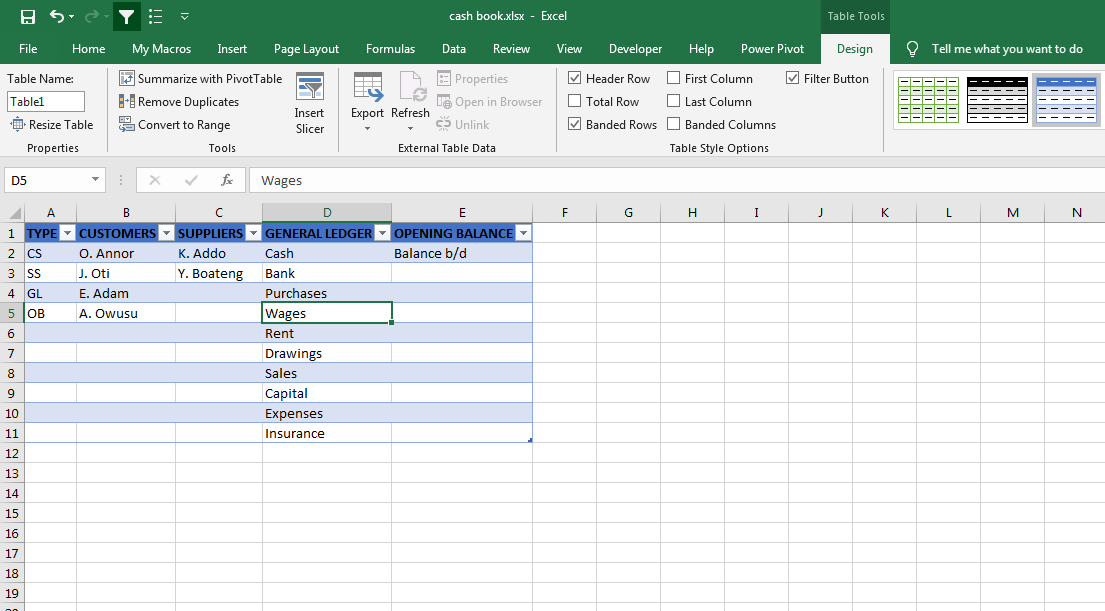 cash book.xlsx - Excel
Table Tools
File Home My Macros Insert Page Layout Formulas Data Review View Developer Help Power Pivot Design Tell me what you want to do
Table Name:
Table1
Resize Table
Properties
Summarize with PivotTable
Remove Duplicates
Convert to Range
Insert
Slicer
Tools
Export
Refresh
Properties
Open in Browser
Unlink
External Table Data
Header Row First Column Filter Button
Total Row Last Column
Banded Rows Banded Columns
Table Style Options
D5 fx Wages
A B C D E F G H I J K L M N
1 TYPE CUSTOMERS SUPPLIERS GENERAL LEDGER OPENING BALANCE
2 CS O. Annor K. Addo Cash Balance b/d
3 SS J. Oti Y. Boateng Bank
4 GL E. Adam Purchases
5 OB A. Owusu Wages
6 Rent
7 Drawings
8 Sales
9 Capital
10 Expenses
11 Insurance
12
13
14
15
16
17
18
19